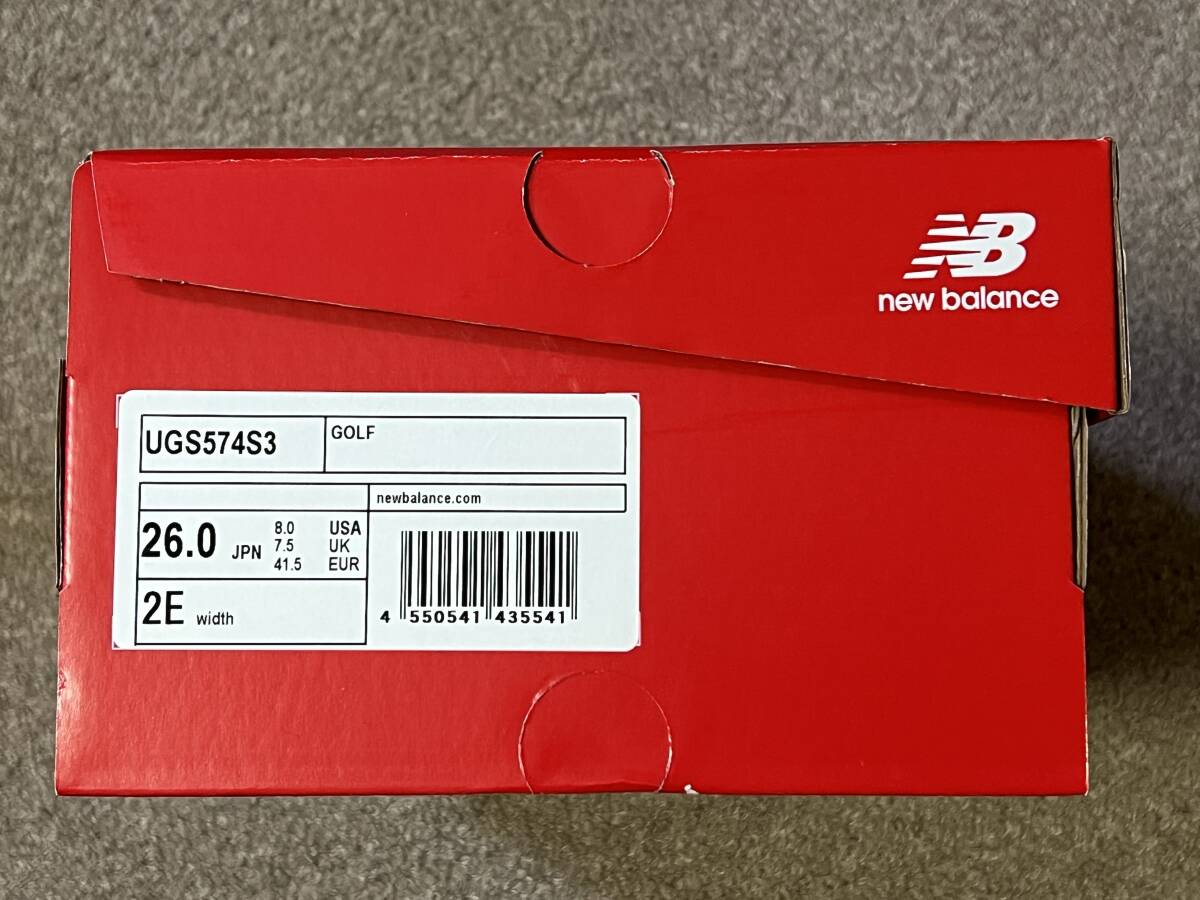 NB
new balance
UGS574S3
GOLF
newbalance.com
26.0 JPN
8.0 USA
7.5 UK
41.5 EUR
2E width
4 550541 435541